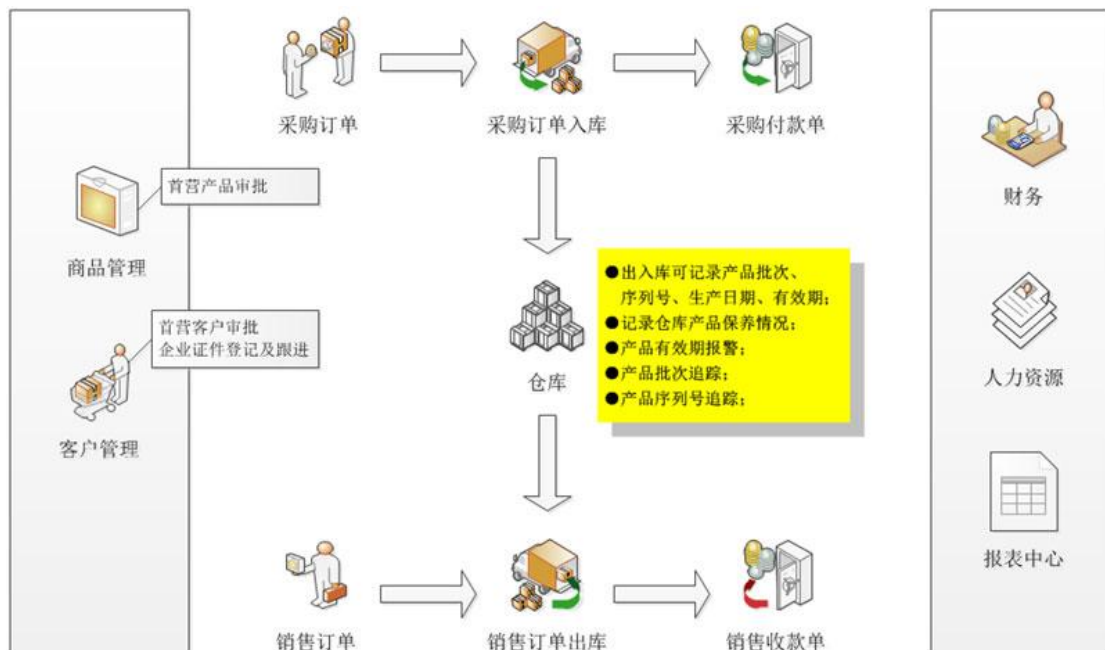 采购订单
采购订单入库
采购付款单
首营产品审批
商品管理
首营客户审批
企业证件登记及跟进
客户管理
仓库
●出入库可记录产品批次、
序列号、生产日期、有效期；
●记录仓库产品保养情况；
●产品有效期报警；
●产品批次追踪；
●产品序列号追踪；
销售订单
销售订单出库
销售收款单
财务
人力资源
报表中心